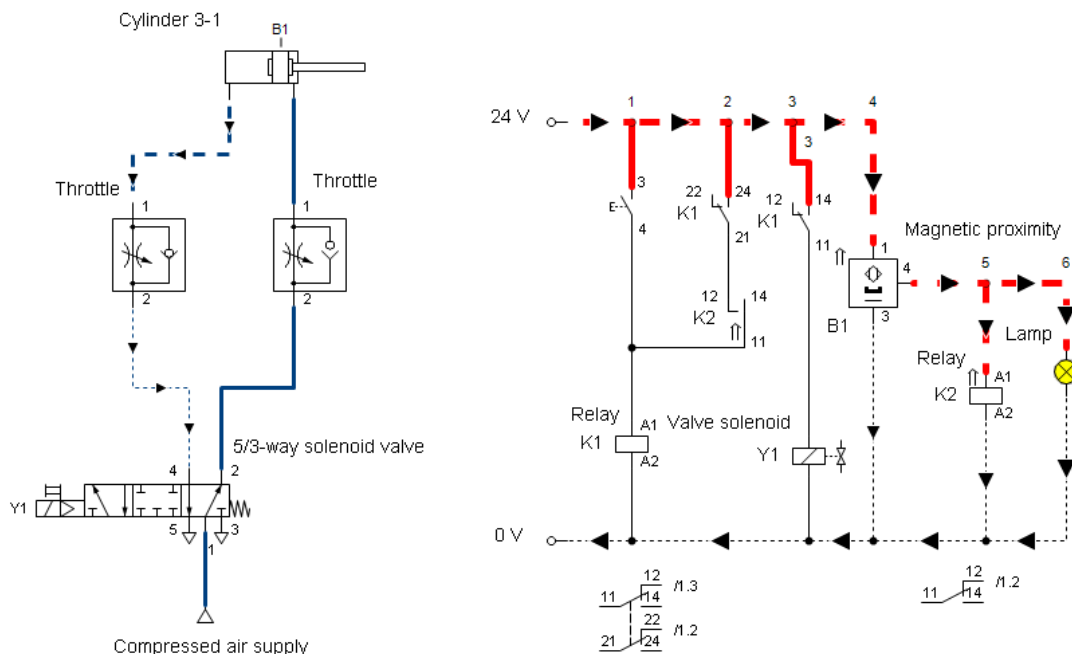 Cylinder 3-1
B1
1 2 3 4
24 V
3
Throttle Throttle
3 22 24 12 14
K1 K1
1 1
4 21 11
Magnetic proximity
1
4 5 6
2 2
12 14
K2
3
B1
11
Lamp
Relay
A1
K2
A2
5/3-way solenoid valve
Relay Valve solenoid
A1
K1 Y1
A2
4 2
Y1
5 3
1
0 V
12 /1.3
11 14
22 /1.2
21 24
12 /1.2
11 14
Compressed air supply